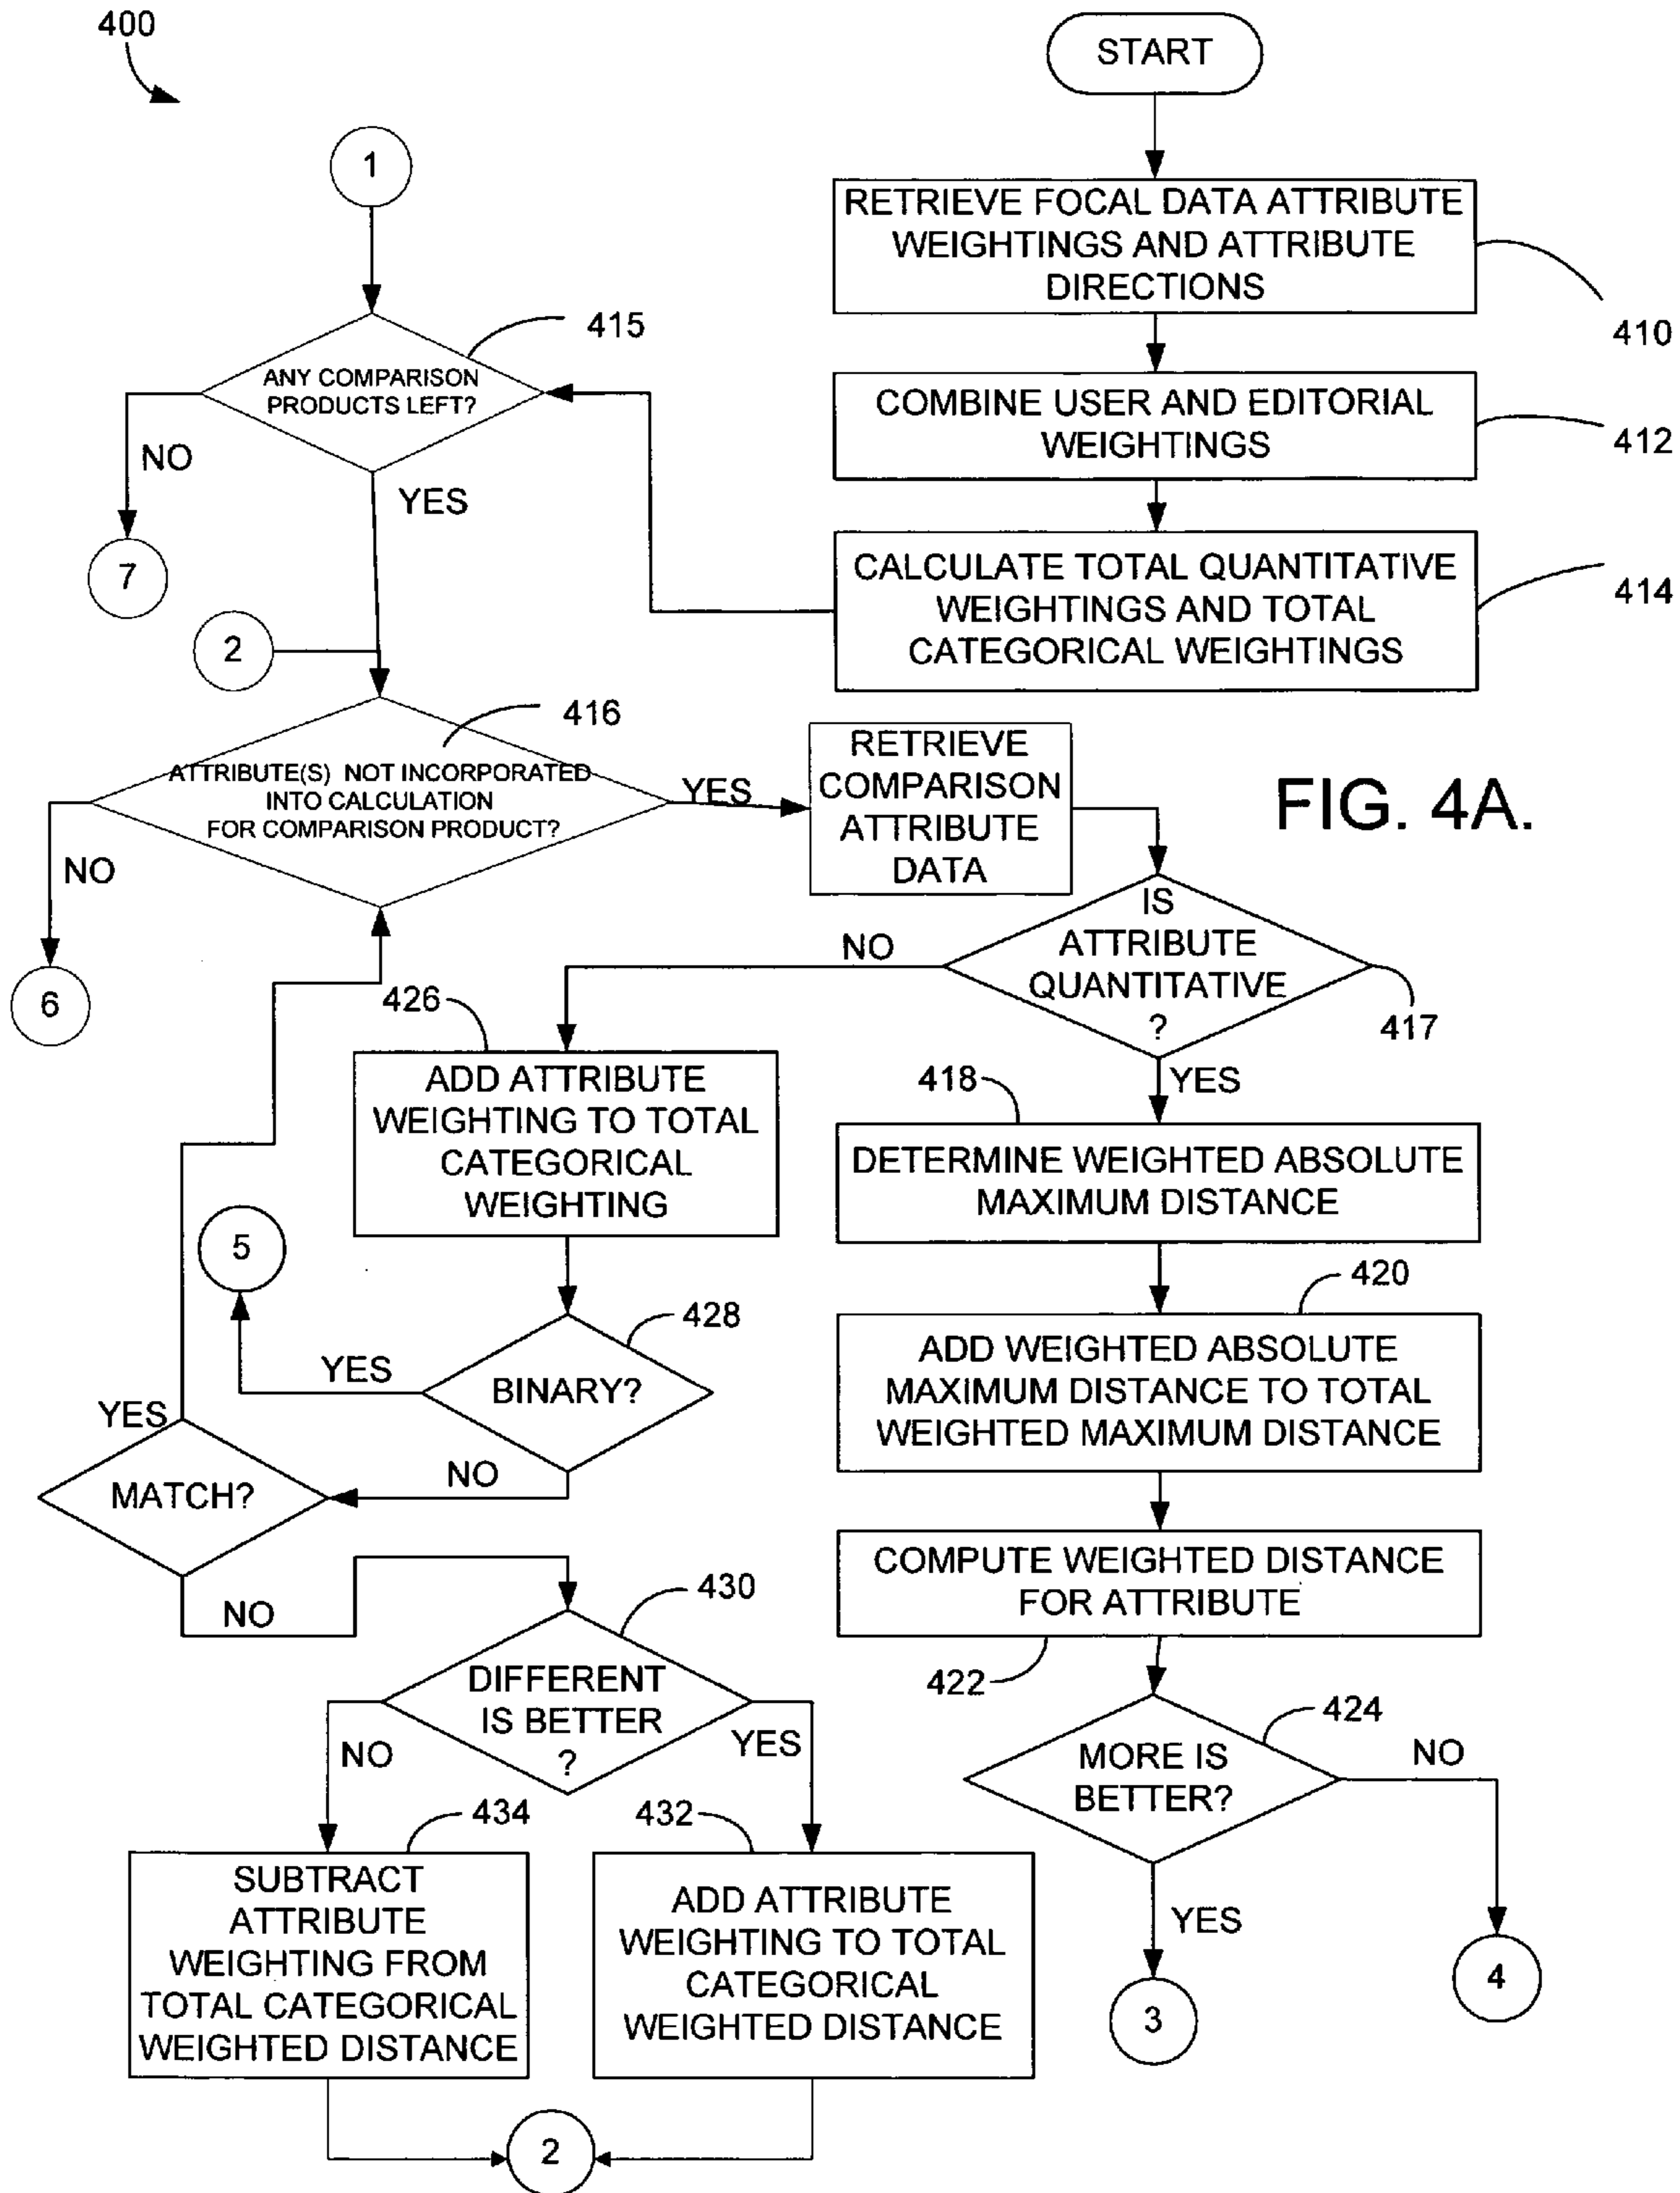 400
START
1
RETRIEVE FOCAL DATA ATTRIBUTE
WEIGHTINGS AND ATTRIBUTE
DIRECTIONS
410
415
ANY COMPARISON
PRODUCTS LEFT?
COMBINE USER AND EDITORIAL
WEIGHTINGS
412
NO
YES
7
CALCULATE TOTAL QUANTITATIVE
WEIGHTINGS AND TOTAL
CATEGORICAL WEIGHTINGS
414
2
416
ATTRIBUTE(S) NOT INCORPORATED
INTO CALCULATION
FOR COMPARISON PRODUCT?
YES
NO
6
RETRIEVE
COMPARISON
ATTRIBUTE
DATA
FIG. 4A.
IS
ATTRIBUTE
QUANTITATIVE
?
417
NO
YES
426
ADD ATTRIBUTE
WEIGHTING TO TOTAL
CATEGORICAL
WEIGHTING
418
DETERMINE WEIGHTED ABSOLUTE
MAXIMUM DISTANCE
5
420
ADD WEIGHTED ABSOLUTE
MAXIMUM DISTANCE TO TOTAL
WEIGHTED MAXIMUM DISTANCE
428
BINARY?
YES
NO
YES
MATCH?
NO
COMPUTE WEIGHTED DISTANCE
FOR ATTRIBUTE
422
430
DIFFERENT
IS BETTER
?
NO
YES
424
MORE IS
BETTER?
NO
YES
434
SUBTRACT
ATTRIBUTE
WEIGHTING FROM
TOTAL CATEGORICAL
WEIGHTED DISTANCE
432
ADD ATTRIBUTE
WEIGHTING TO TOTAL
CATEGORICAL
WEIGHTED DISTANCE
3
4
2